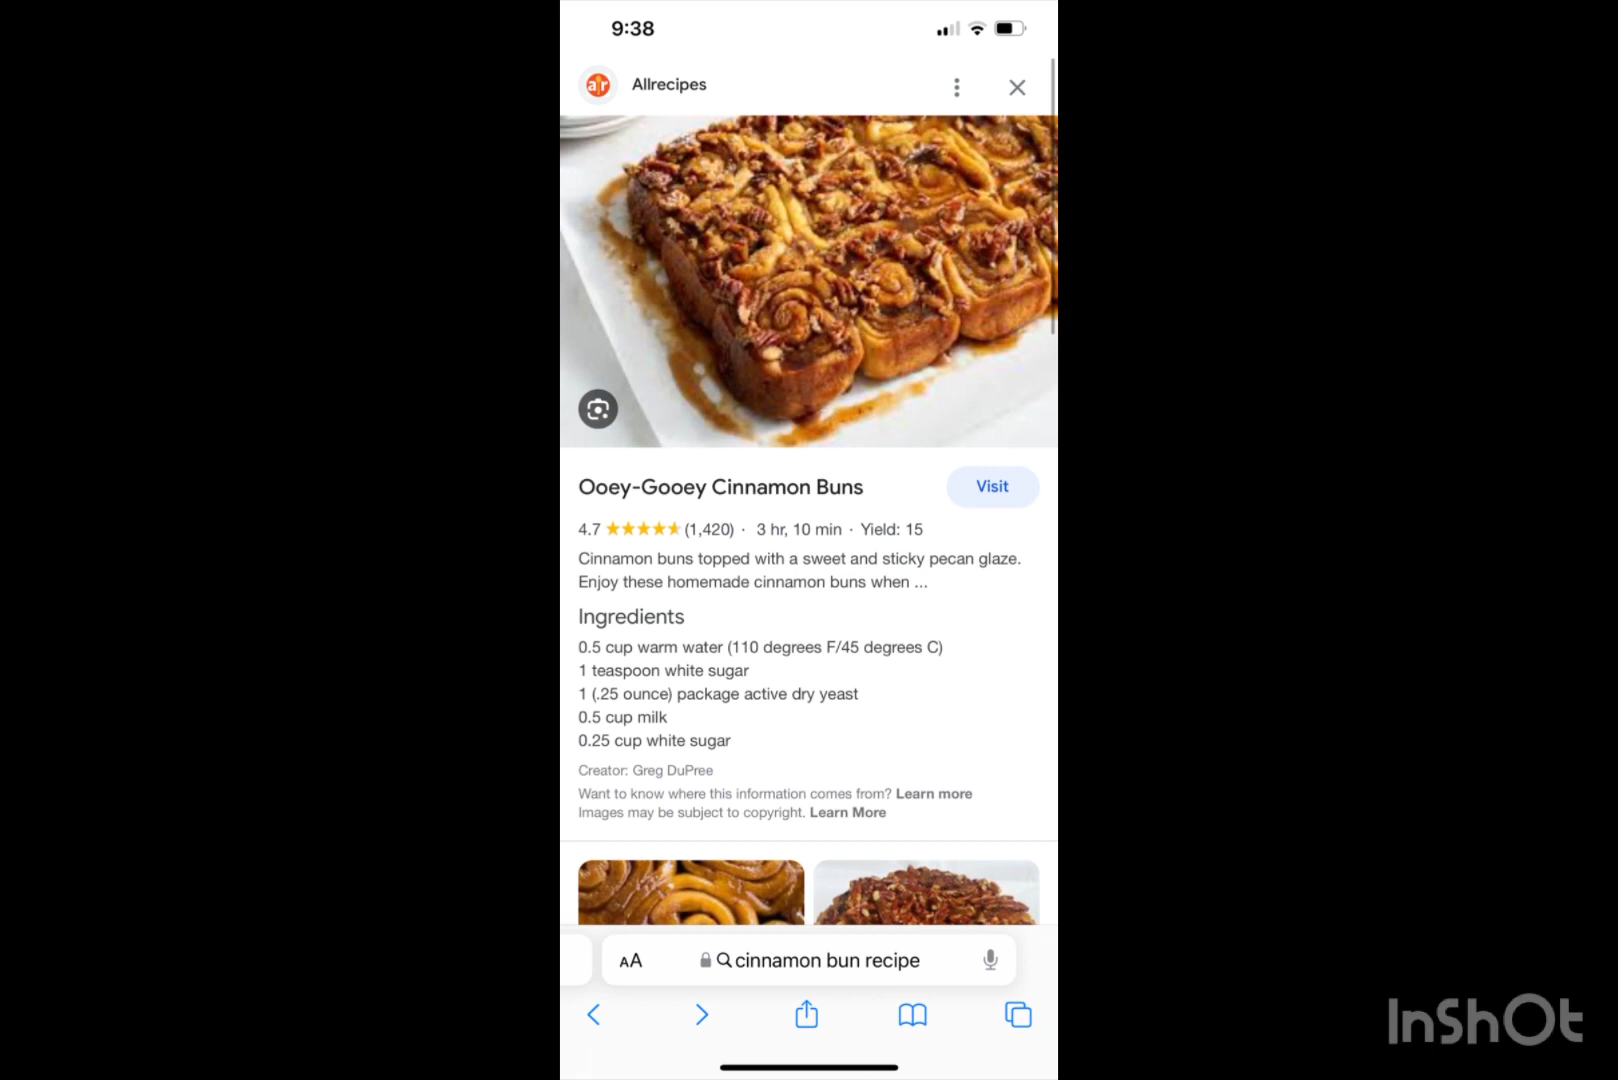 9:38
ar Allrecipes
Ooey-Gooey Cinnamon Buns
Visit
4.7 ★★★★★ (1,420) · 3 hr, 10 min · Yield: 15
Cinnamon buns topped with a sweet and sticky pecan glaze.
Enjoy these homemade cinnamon buns when ...
Ingredients
0.5 cup warm water (110 degrees F/45 degrees C)
1 teaspoon white sugar
1 (.25 ounce) package active dry yeast
0.5 cup milk
0.25 cup white sugar
Creator: Greg DuPree
Want to know where this information comes from? Learn more
Images may be subject to copyright. Learn More
AA cinnamon bun recipe
InShOt